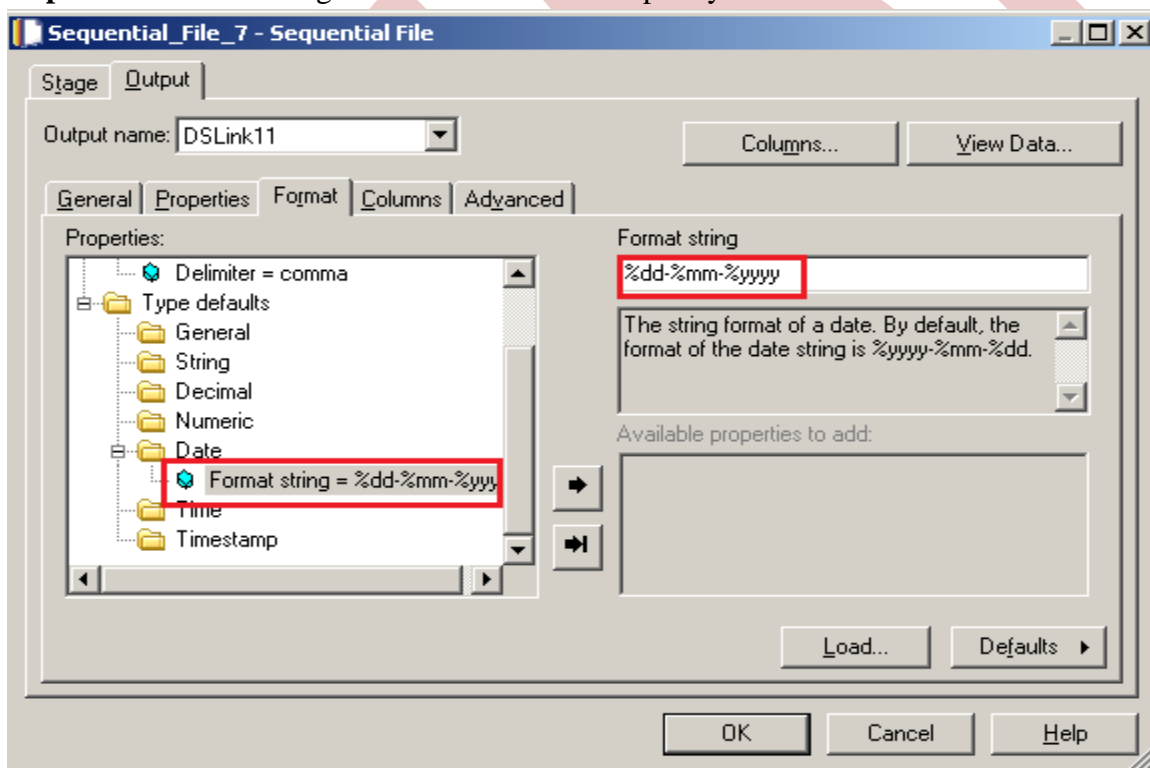 Sequential_File_7 - Sequential File
Stage Output
Output name: DSLink11
Columns... View Data...
General Properties Format Columns Advanced
Properties:
Delimiter = comma
Type defaults
General
String
Decimal
Numeric
Date
Format string = %dd-%mm-%yyy
Time
Timestamp
Format string
%dd-%mm-%yyyy
The string format of a date. By default, the
format of the date string is %yyyy-%mm-%dd.
Available properties to add:
Load... Defaults
OK Cancel Help